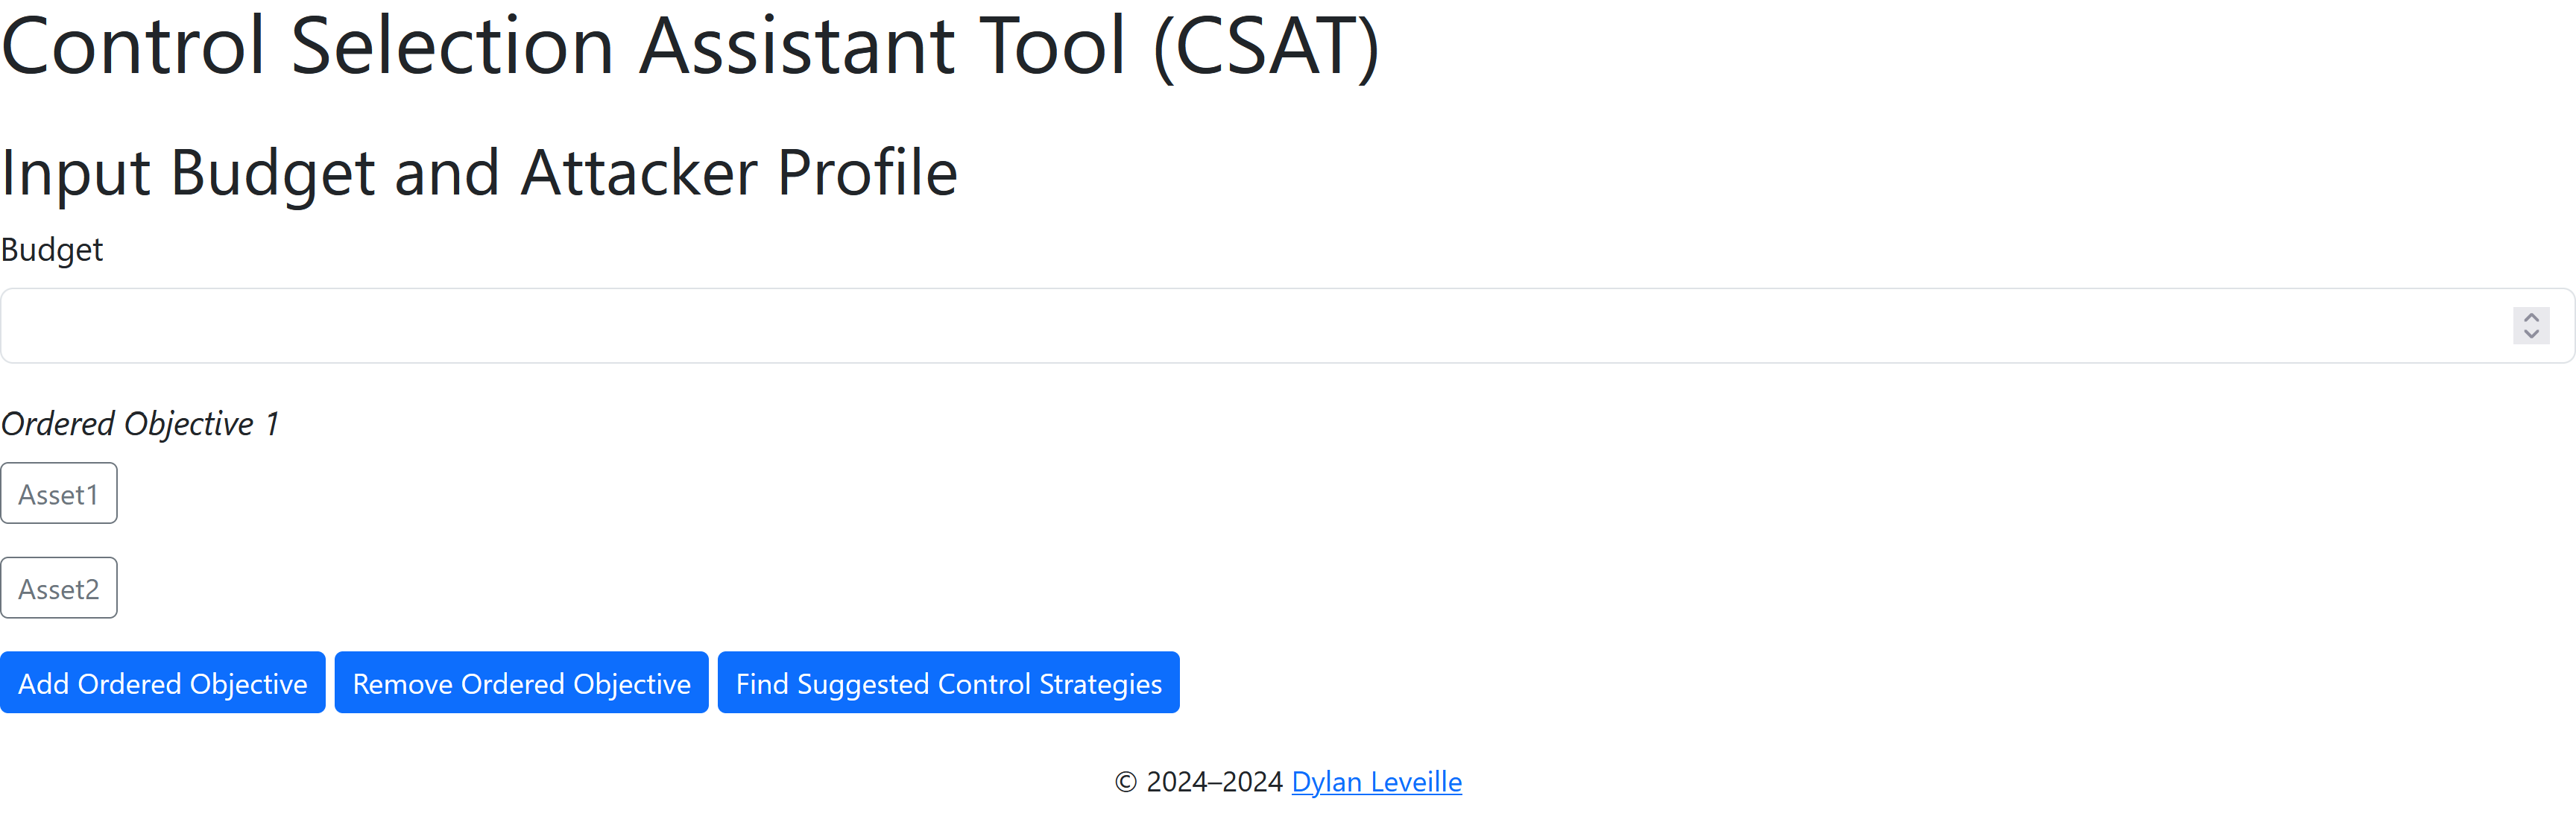 Control Selection Assistant Tool (CSAT)
Input Budget and Attacker Profile
Budget
Ordered Objective 1
Asset1
Asset2
Add Ordered Objective Remove Ordered Objective Find Suggested Control Strategies
© 2024–2024 Dylan Leveille